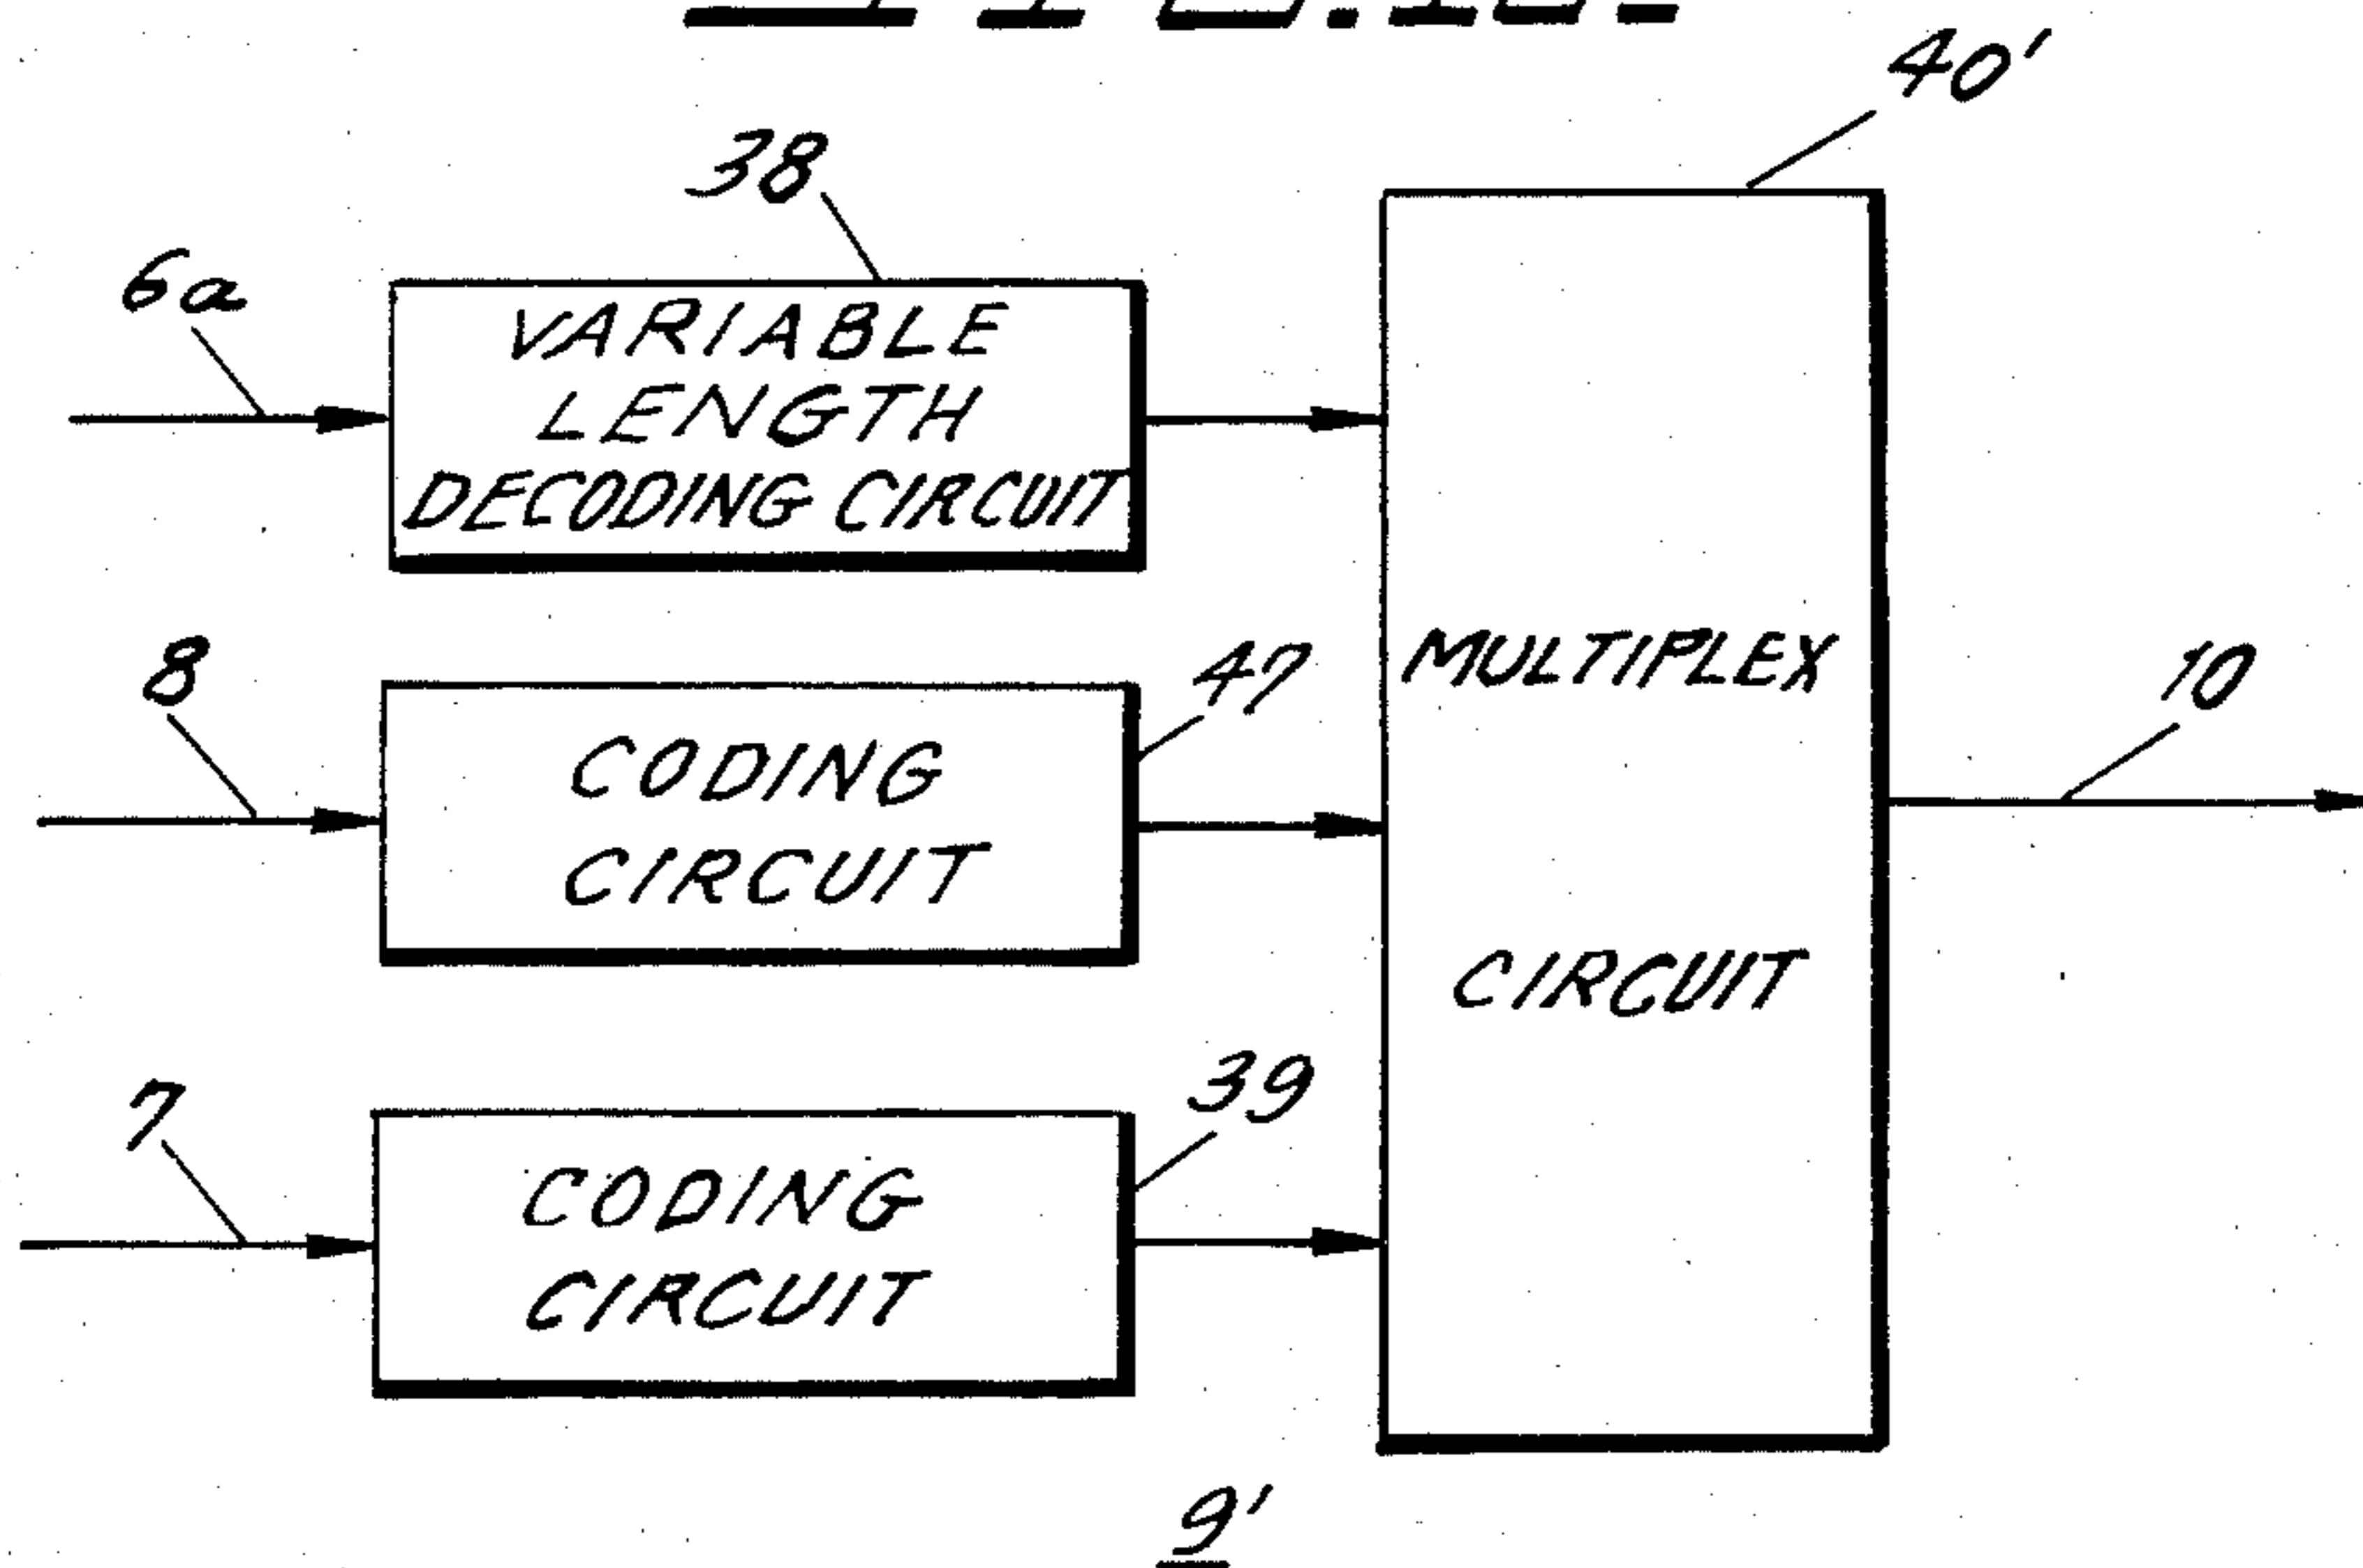 40'
38
6a
VARIABLE
LENGTH
DECODING CIRCUIT
8
47
MULTIPLEX
10
CODING
CIRCUIT
CIRCUIT
7
39
CODING
CIRCUIT
9'